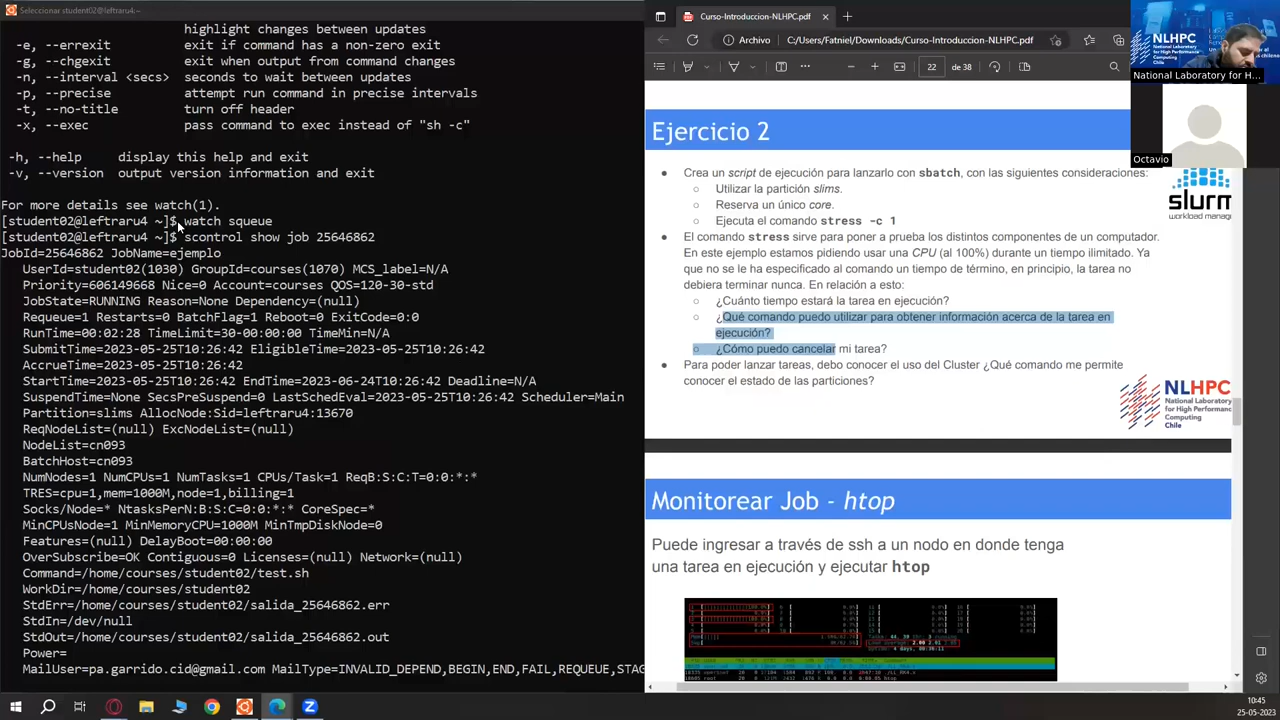 Seleccionar student02@leftraru4:~
highlight changes between updates
-e, --errexit exit if command has a non-zero exit
-g, --chgexit exit when output from command changes
-n, --interval <secs> seconds to wait between updates
-p, --precise attempt run command in precise intervals
-t, --no-title turn off header
-x, --exec pass command to exec instead of "sh -c"
-h, --help display this help and exit
-v, --version output version information and exit
For more details see watch(1).
[student02@leftraru4 ~]$ watch squeue
[student02@leftraru4 ~]$ scontrol show job 25646862
JobId=25646862 JobName=ejemplo
UserId=student02(1030) GroupId=courses(1070) MCS_label=N/A
Priority=606149668 Nice=0 Account=courses QOS=120-30-std
JobState=RUNNING Reason=None Dependency=(null)
Requeue=1 Restarts=0 BatchFlag=1 Reboot=0 ExitCode=0:0
RunTime=00:02:28 TimeLimit=30-00:00:00 TimeMin=N/A
SubmitTime=2023-05-25T10:26:42 EligibleTime=2023-05-25T10:26:42
AccrueTime=2023-05-25T10:26:42
StartTime=2023-05-25T10:26:42 EndTime=2023-06-24T10:26:42 Deadline=N/A
SuspendTime=None SecsPreSuspend=0 LastSchedEval=2023-05-25T10:26:42 Scheduler=Main
Partition=slims AllocNode:Sid=leftraru4:13670
ReqNodeList=(null) ExcNodeList=(null)
NodeList=cn093
BatchHost=cn093
NumNodes=1 NumCPUs=1 NumTasks=1 CPUs/Task=1 ReqB:S:C:T=0:0:*:*
TRES=cpu=1,mem=1000M,node=1,billing=1
Socks/Node=* NtasksPerN:B:S:C=0:0:*:* CoreSpec=*
MinCPUsNode=1 MinMemoryCPU=1000M MinTmpDiskNode=0
Features=(null) DelayBoot=00:00:00
OverSubscribe=OK Contiguous=0 Licenses=(null) Network=(null)
Command=/home/courses/student02/test.sh
WorkDir=/home/courses/student02
StdErr=/home/courses/student02/salida_25646862.err
StdIn=/dev/null
StdOut=/home/courses/student02/salida_25646862.out
Power=
MailType=INVALID_DEPEND,BEGIN,END,FAIL,REQUEUE,STAG
Curso-Introduccion-NLHPC.pdf
Archivo C:/Users/Fatniel/Downloads/Curso-Introduccion-NLHPC.pdf
22 de 38
Ejercicio 2
● Crea un script de ejecución para lanzarlo con sbatch, con las siguientes consideraciones:
○ Utilizar la partición slims.
○ Reserva un único core.
○ Ejecuta el comando stress -c 1
● El comando stress sirve para poner a prueba los distintos componentes de un computador.
En este ejemplo estamos pidiendo usar una CPU (al 100%) durante un tiempo ilimitado. Ya
que no se le ha especificado al comando un tiempo de término, en principio, la tarea no
debiera terminar nunca. En relación a esto:
○ ¿Cuánto tiempo estará la tarea en ejecución?
○ ¿Qué comando puedo utilizar para obtener información acerca de la tarea en
ejecución?
○ ¿Cómo puedo cancelar mi tarea?
● Para poder lanzar tareas, debo conocer el uso del Cluster ¿Qué comando me permite
conocer el estado de las particiones?
slurm
workload manag
NLHPC
National Laboratory
for High Performance
Computing
Chile
Monitorear Job - htop
Puede ingresar a través de ssh a un nodo en donde tenga
una tarea en ejecución y ejecutar htop
NLHPC
National Laboratory for H...
Octavio
10:45
25-05-2023